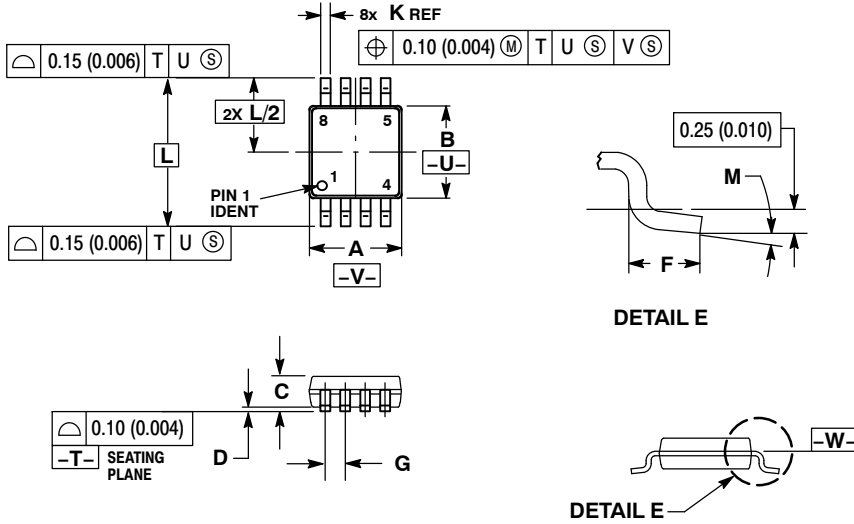 8x K REF
⌖ 0.10 (0.004) Ⓜ T U Ⓢ V Ⓢ
⌓ 0.15 (0.006) T U Ⓢ
2X L/2
8 5
B
-U-
L
1
4
PIN 1
IDENT
⌓ 0.15 (0.006) T U Ⓢ
A
-V-
0.25 (0.010)
M
F
DETAIL E
C
⌓ 0.10 (0.004)
-T- SEATING
PLANE
D
G
-W-
DETAIL E